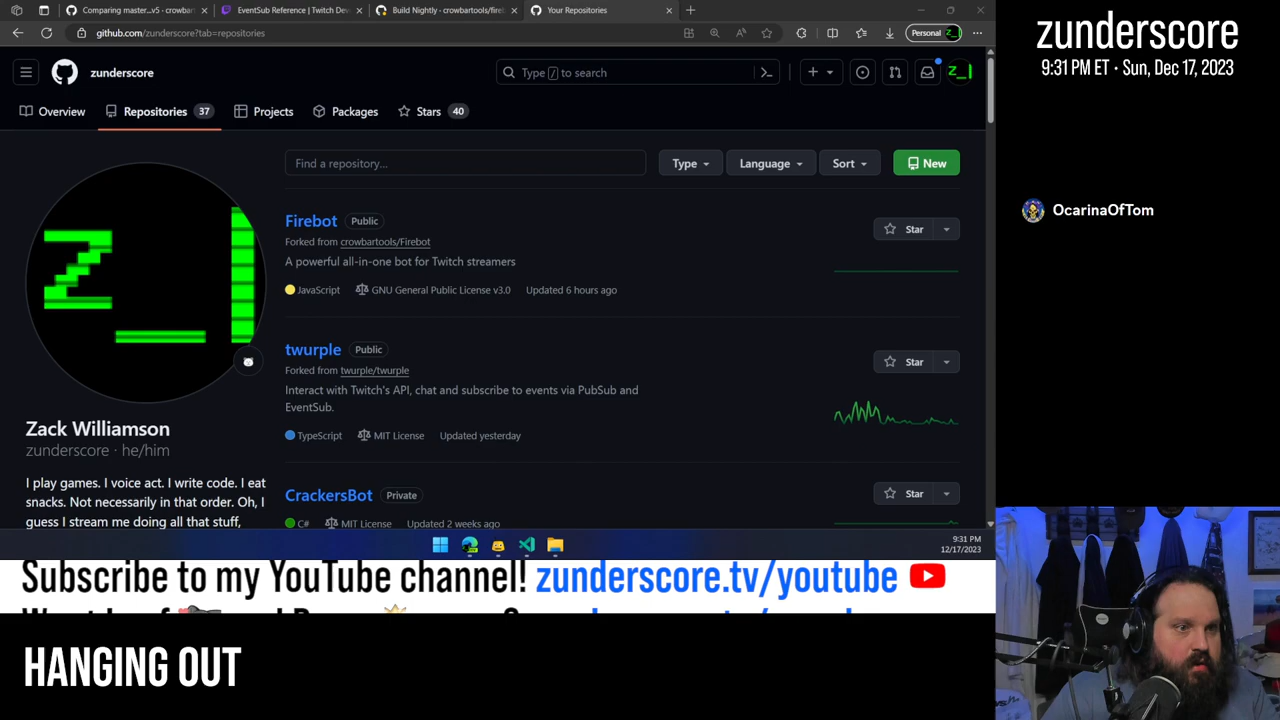 Comparing master...v5 · crowbar
EventSub Reference | Twitch Dev
Build Nightly · crowbartools/fire
Your Repositories
github.com/zunderscore?tab=repositories
Personal
zunderscore
Type / to search
Overview
Repositories 37
Projects
Packages
Stars 40
Find a repository...
Type
Language
Sort
New
Firebot Public
Star
Forked from crowbartools/Firebot
A powerful all-in-one bot for Twitch streamers
JavaScript GNU General Public License v3.0 Updated 6 hours ago
twurple Public
Star
Forked from twurple/twurple
Interact with Twitch's API, chat and subscribe to events via PubSub and
EventSub.
TypeScript MIT License Updated yesterday
CrackersBot Private
Star
C# MIT License Updated 2 weeks ago
Zack Williamson
zunderscore · he/him
I play games. I voice act. I write code. I eat
snacks. Not necessarily in that order. Oh, I
guess I stream me doing all that stuff,
9:31 PM
12/17/2023
Subscribe to my YouTube channel! zunderscore.tv/youtube
HANGING OUT
zunderscore
9:31 PM ET · Sun, Dec 17, 2023
OcarinaOfTom